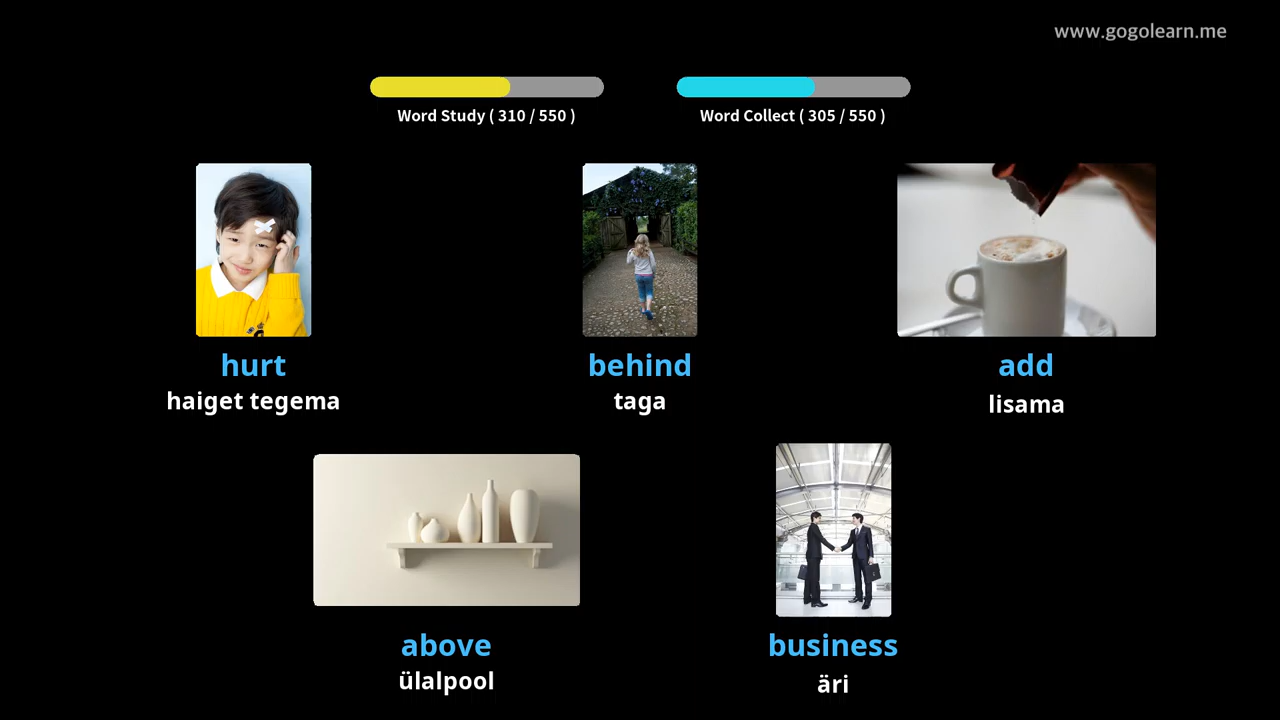 www.gogolearn.me
Word Study ( 310 / 550 )
Word Collect ( 305 / 550 )
hurt
haiget tegema
behind
taga
add
lisama
above
ülalpool
business
äri